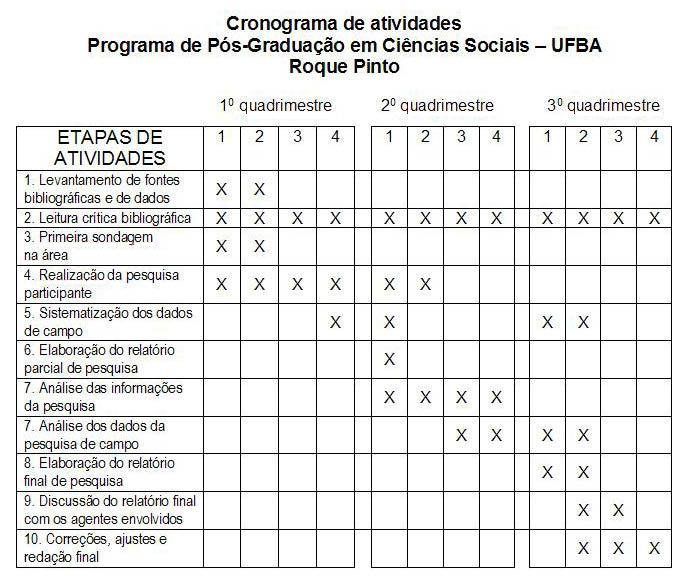 Cronograma de atividades
Programa de Pós-Graduação em Ciências Sociais – UFBA
Roque Pinto
1º quadrimestre 2º quadrimestre 3º quadrimestre
ETAPAS DE
ATIVIDADES
1 2 3 4 1 2 3 4 1 2 3 4
1. Levantamento de fontes
bibliográficas e de dados
X X
2. Leitura crítica bibliográfica X X X X X X X X X X X X
3. Primeira sondagem
na área
X X
4. Realização da pesquisa
participante
X X X X X X
5. Sistematização dos dados
de campo
X X X X
6. Elaboração do relatório
parcial de pesquisa
X
7. Análise das informações
da pesquisa
X X X X
7. Análise dos dados da
pesquisa de campo
X X X X
8. Elaboração do relatório
final de pesquisa
X X
9. Discussão do relatório final
com os agentes envolvidos
X X
10. Correções, ajustes e
redação final
X X X